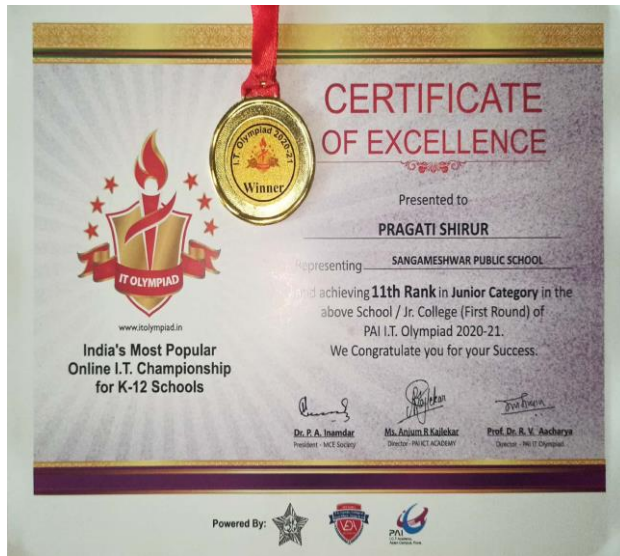 CERTIFICATE
OF EXCELLENCE
I.T. Olympiad 2020-21
Winner
Presented to
PRAGATI SHIRUR
Representing SANGAMESHWAR PUBLIC SCHOOL
achieving 11th Rank in Junior Category in the
above School / Jr. College (First Round) of
PAI I.T. Olympiad 2020-21.
We Congratulate you for your Success.
IT OLYMPIAD
www.itolympiad.in
India's Most Popular
Online I.T. Championship
for K-12 Schools
Dr. P. A. Inamdar
President - MCE Society
Ms. Anjum R Kajlekar
Director - PAI ICT ACADEMY
Prof. Dr. R. V. Aacharya
Director - PAI IT Olympiad
Powered By:
VEDA
PAI